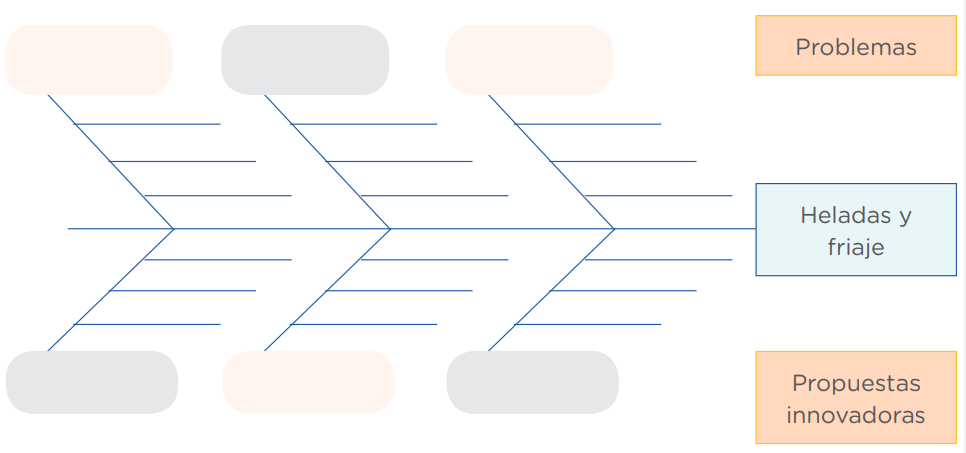 Problemas
Heladas y
friaje
Propuestas
innovadoras